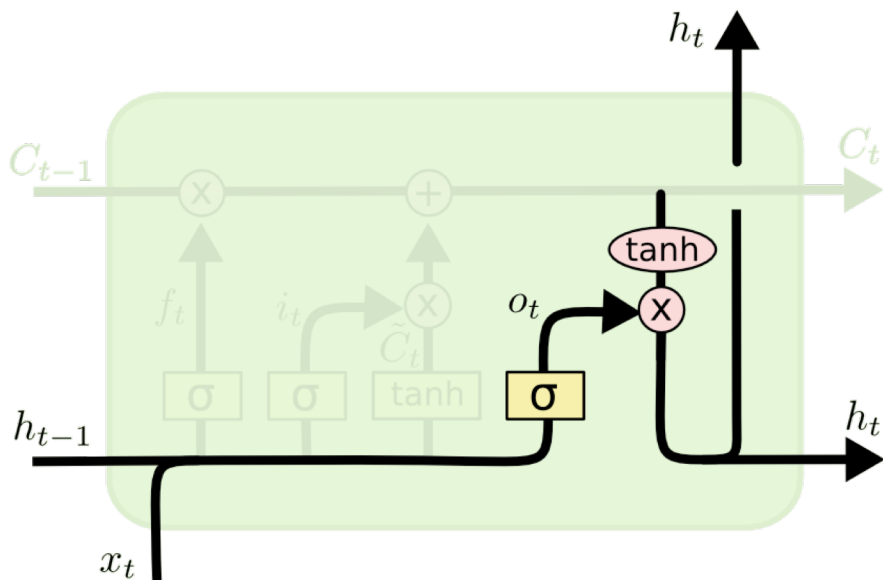 h_t
C_{t-1}
C_t
x
+
tanh
f_t
i_t
x
o_t
x
C̃_t
σ
σ
tanh
σ
h_{t-1}
h_t
x_t